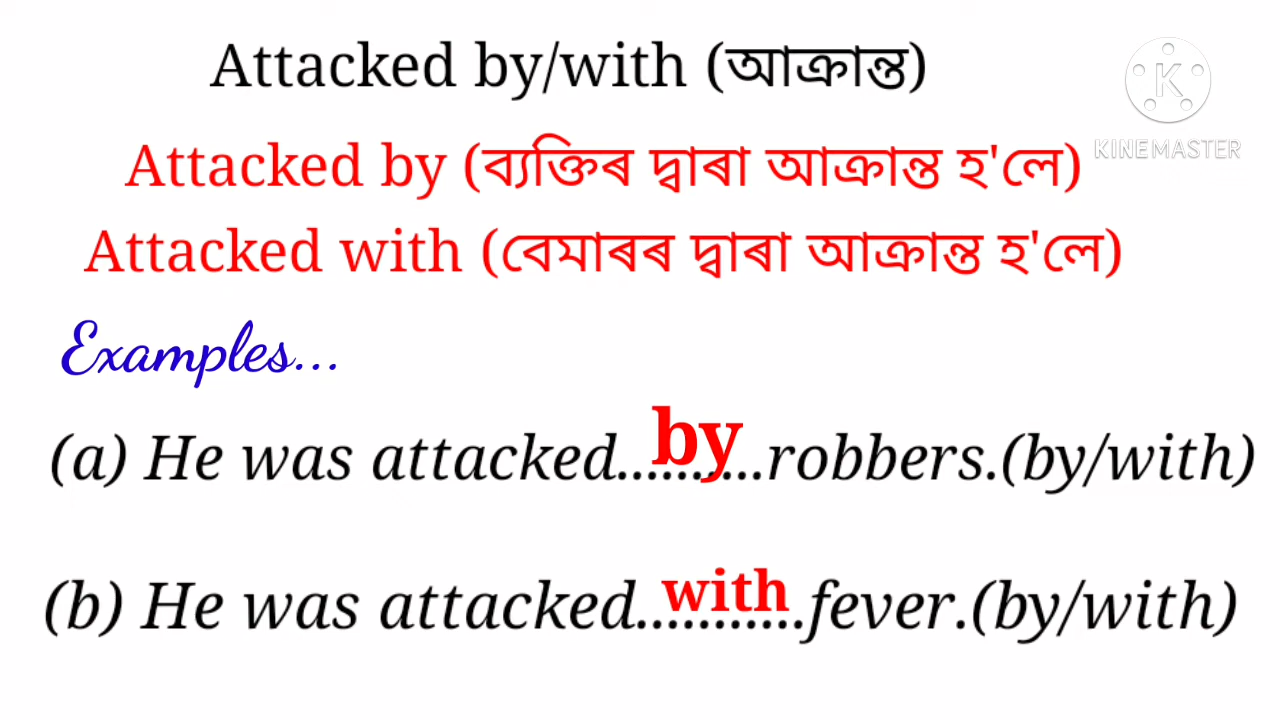 Attacked by/with (আক্ৰান্ত)
K
KINEMASTER
Attacked by (ব্যক্তিৰ দ্বাৰা আক্ৰান্ত হ'লে)
Attacked with (বেমাৰৰ দ্বাৰা আক্ৰান্ত হ'লে)
Examples...
(a) He was attacked..........robbers.(by/with)
by
(b) He was attacked...........fever.(by/with)
with